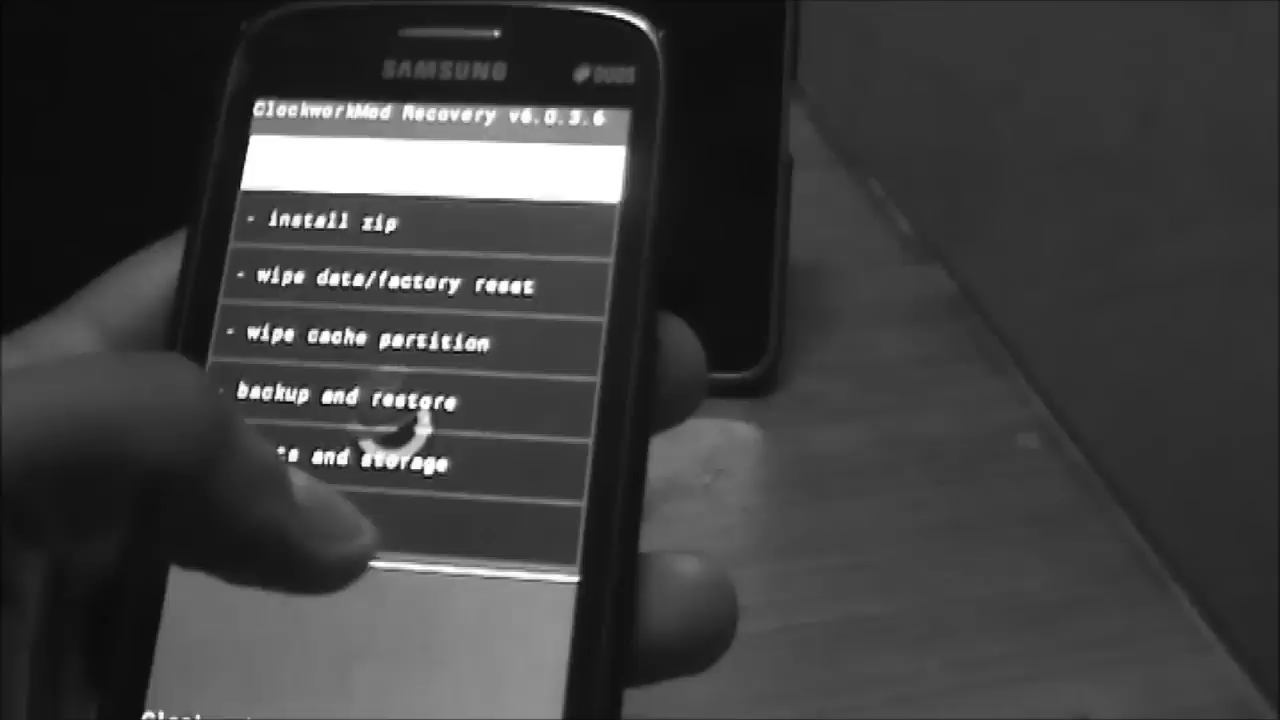 SAMSUNG
DUOS
ClockworkMod Recovery v6.0.3.6
- install zip
- wipe data/factory reset
- wipe cache partition
- backup and restore
and storage